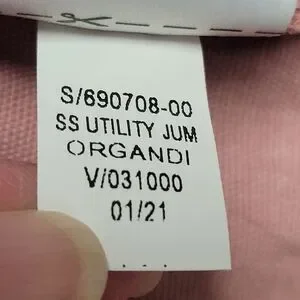 S/690708-00
SS UTILITY JUM
ORGANDI
V/031000
01/21